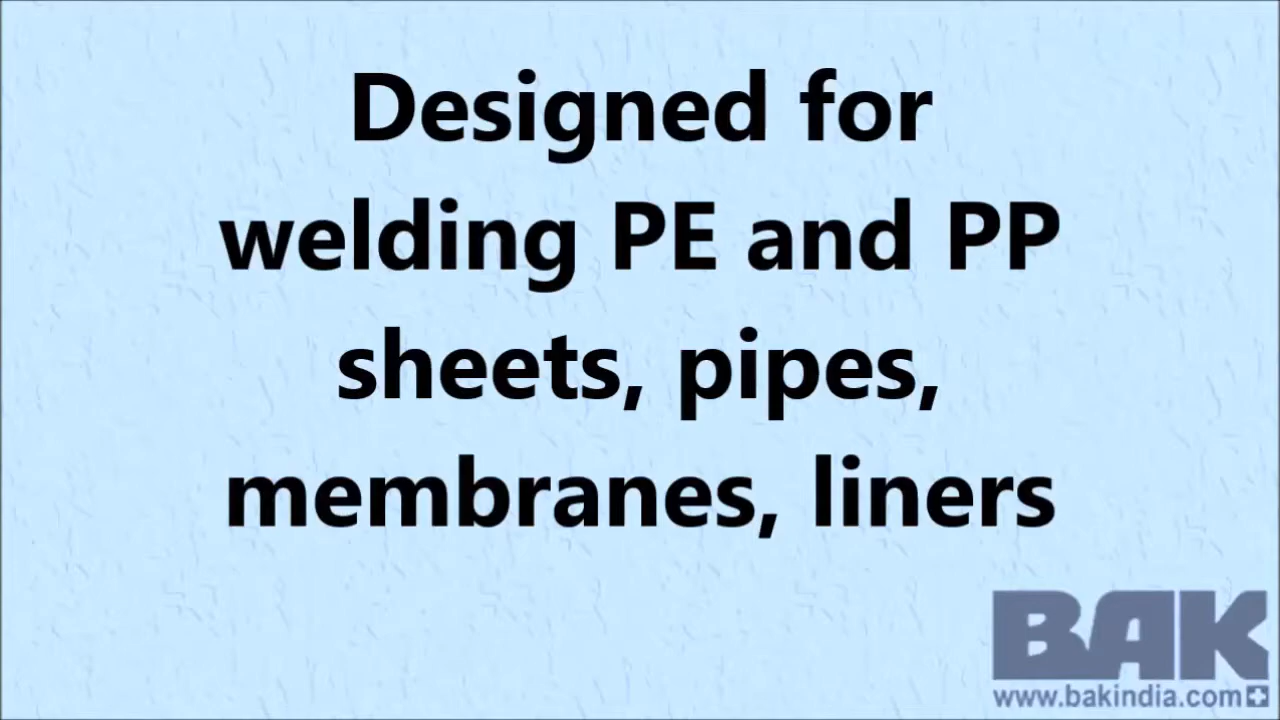 Designed for
welding PE and PP
sheets, pipes,
membranes, liners
BAK
www.bakindia.com